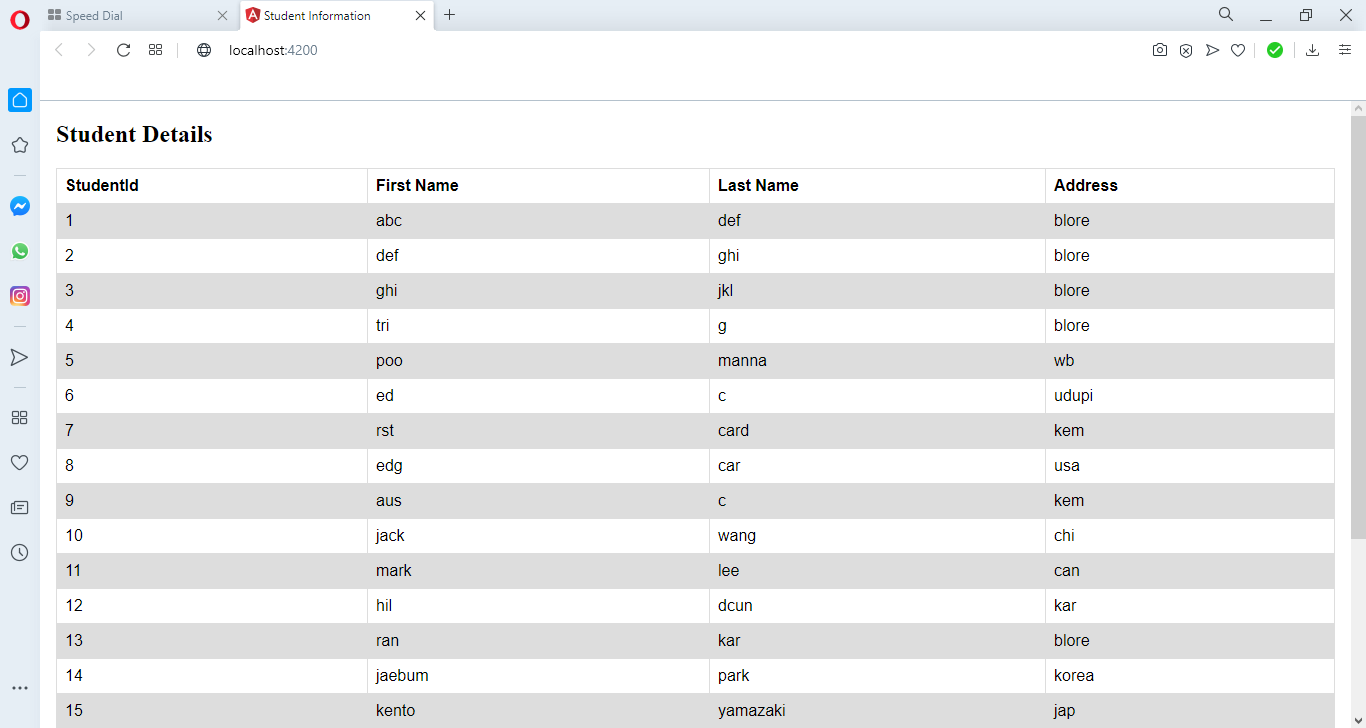 Speed Dial Student Information
localhost:4200
Student Details
StudentId First Name Last Name Address
1 abc def blore
2 def ghi blore
3 ghi jkl blore
4 tri g blore
5 poo manna wb
6 ed c udupi
7 rst card kem
8 edg car usa
9 aus c kem
10 jack wang chi
11 mark lee can
12 hil dcun kar
13 ran kar blore
14 jaebum park korea
15 kento yamazaki jap